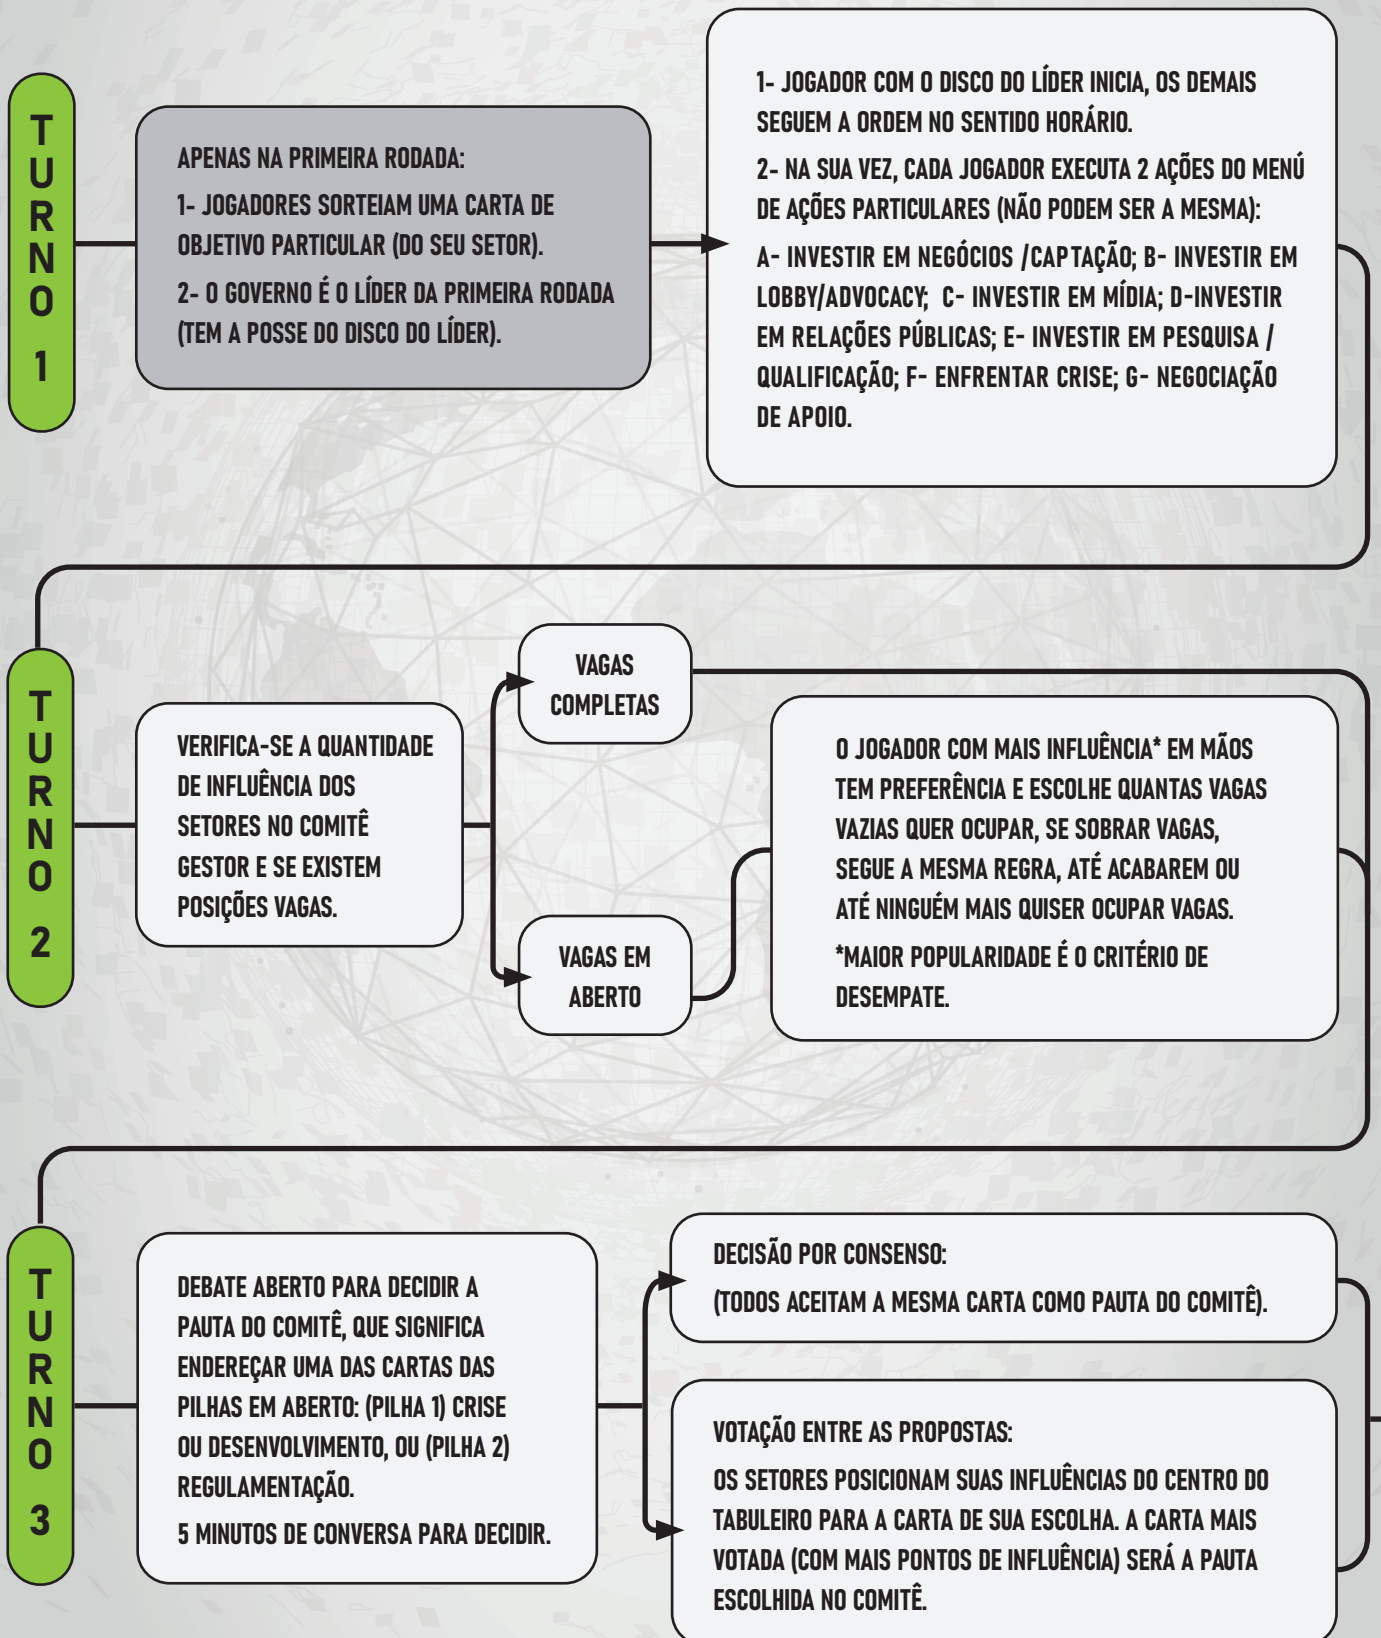 TURNO 1
APENAS NA PRIMEIRA RODADA:
1- JOGADORES SORTEIAM UMA CARTA DE
OBJETIVO PARTICULAR (DO SEU SETOR).
2- O GOVERNO É O LÍDER DA PRIMEIRA RODADA
(TEM A POSSE DO DISCO DO LÍDER).
1- JOGADOR COM O DISCO DO LÍDER INICIA, OS DEMAIS
SEGUEM A ORDEM NO SENTIDO HORÁRIO.
2- NA SUA VEZ, CADA JOGADOR EXECUTA 2 AÇÕES DO MENÚ
DE AÇÕES PARTICULARES (NÃO PODEM SER A MESMA):
A- INVESTIR EM NEGÓCIOS /CAPTAÇÃO; B- INVESTIR EM
LOBBY/ADVOCACY; C- INVESTIR EM MÍDIA; D-INVESTIR
EM RELAÇÕES PÚBLICAS; E- INVESTIR EM PESQUISA /
QUALIFICAÇÃO; F- ENFRENTAR CRISE; G- NEGOCIAÇÃO
DE APOIO.
TURNO 2
VERIFICA-SE A QUANTIDADE
DE INFLUÊNCIA DOS
SETORES NO COMITÊ
GESTOR E SE EXISTEM
POSIÇÕES VAGAS.
VAGAS
COMPLETAS
VAGAS EM
ABERTO
O JOGADOR COM MAIS INFLUÊNCIA* EM MÃOS
TEM PREFERÊNCIA E ESCOLHE QUANTAS VAGAS
VAZIAS QUER OCUPAR, SE SOBRAR VAGAS,
SEGUE A MESMA REGRA, ATÉ ACABAREM OU
ATÉ NINGUÉM MAIS QUISER OCUPAR VAGAS.
*MAIOR POPULARIDADE É O CRITÉRIO DE
DESEMPATE.
TURNO 3
DEBATE ABERTO PARA DECIDIR A
PAUTA DO COMITÊ, QUE SIGNIFICA
ENDEREÇAR UMA DAS CARTAS DAS
PILHAS EM ABERTO: (PILHA 1) CRISE
OU DESENVOLVIMENTO, OU (PILHA 2)
REGULAMENTAÇÃO.
5 MINUTOS DE CONVERSA PARA DECIDIR.
DECISÃO POR CONSENSO:
(TODOS ACEITAM A MESMA CARTA COMO PAUTA DO COMITÊ).
VOTAÇÃO ENTRE AS PROPOSTAS:
OS SETORES POSICIONAM SUAS INFLUÊNCIAS DO CENTRO DO
TABULEIRO PARA A CARTA DE SUA ESCOLHA. A CARTA MAIS
VOTADA (COM MAIS PONTOS DE INFLUÊNCIA) SERÁ A PAUTA
ESCOLHIDA NO COMITÊ.